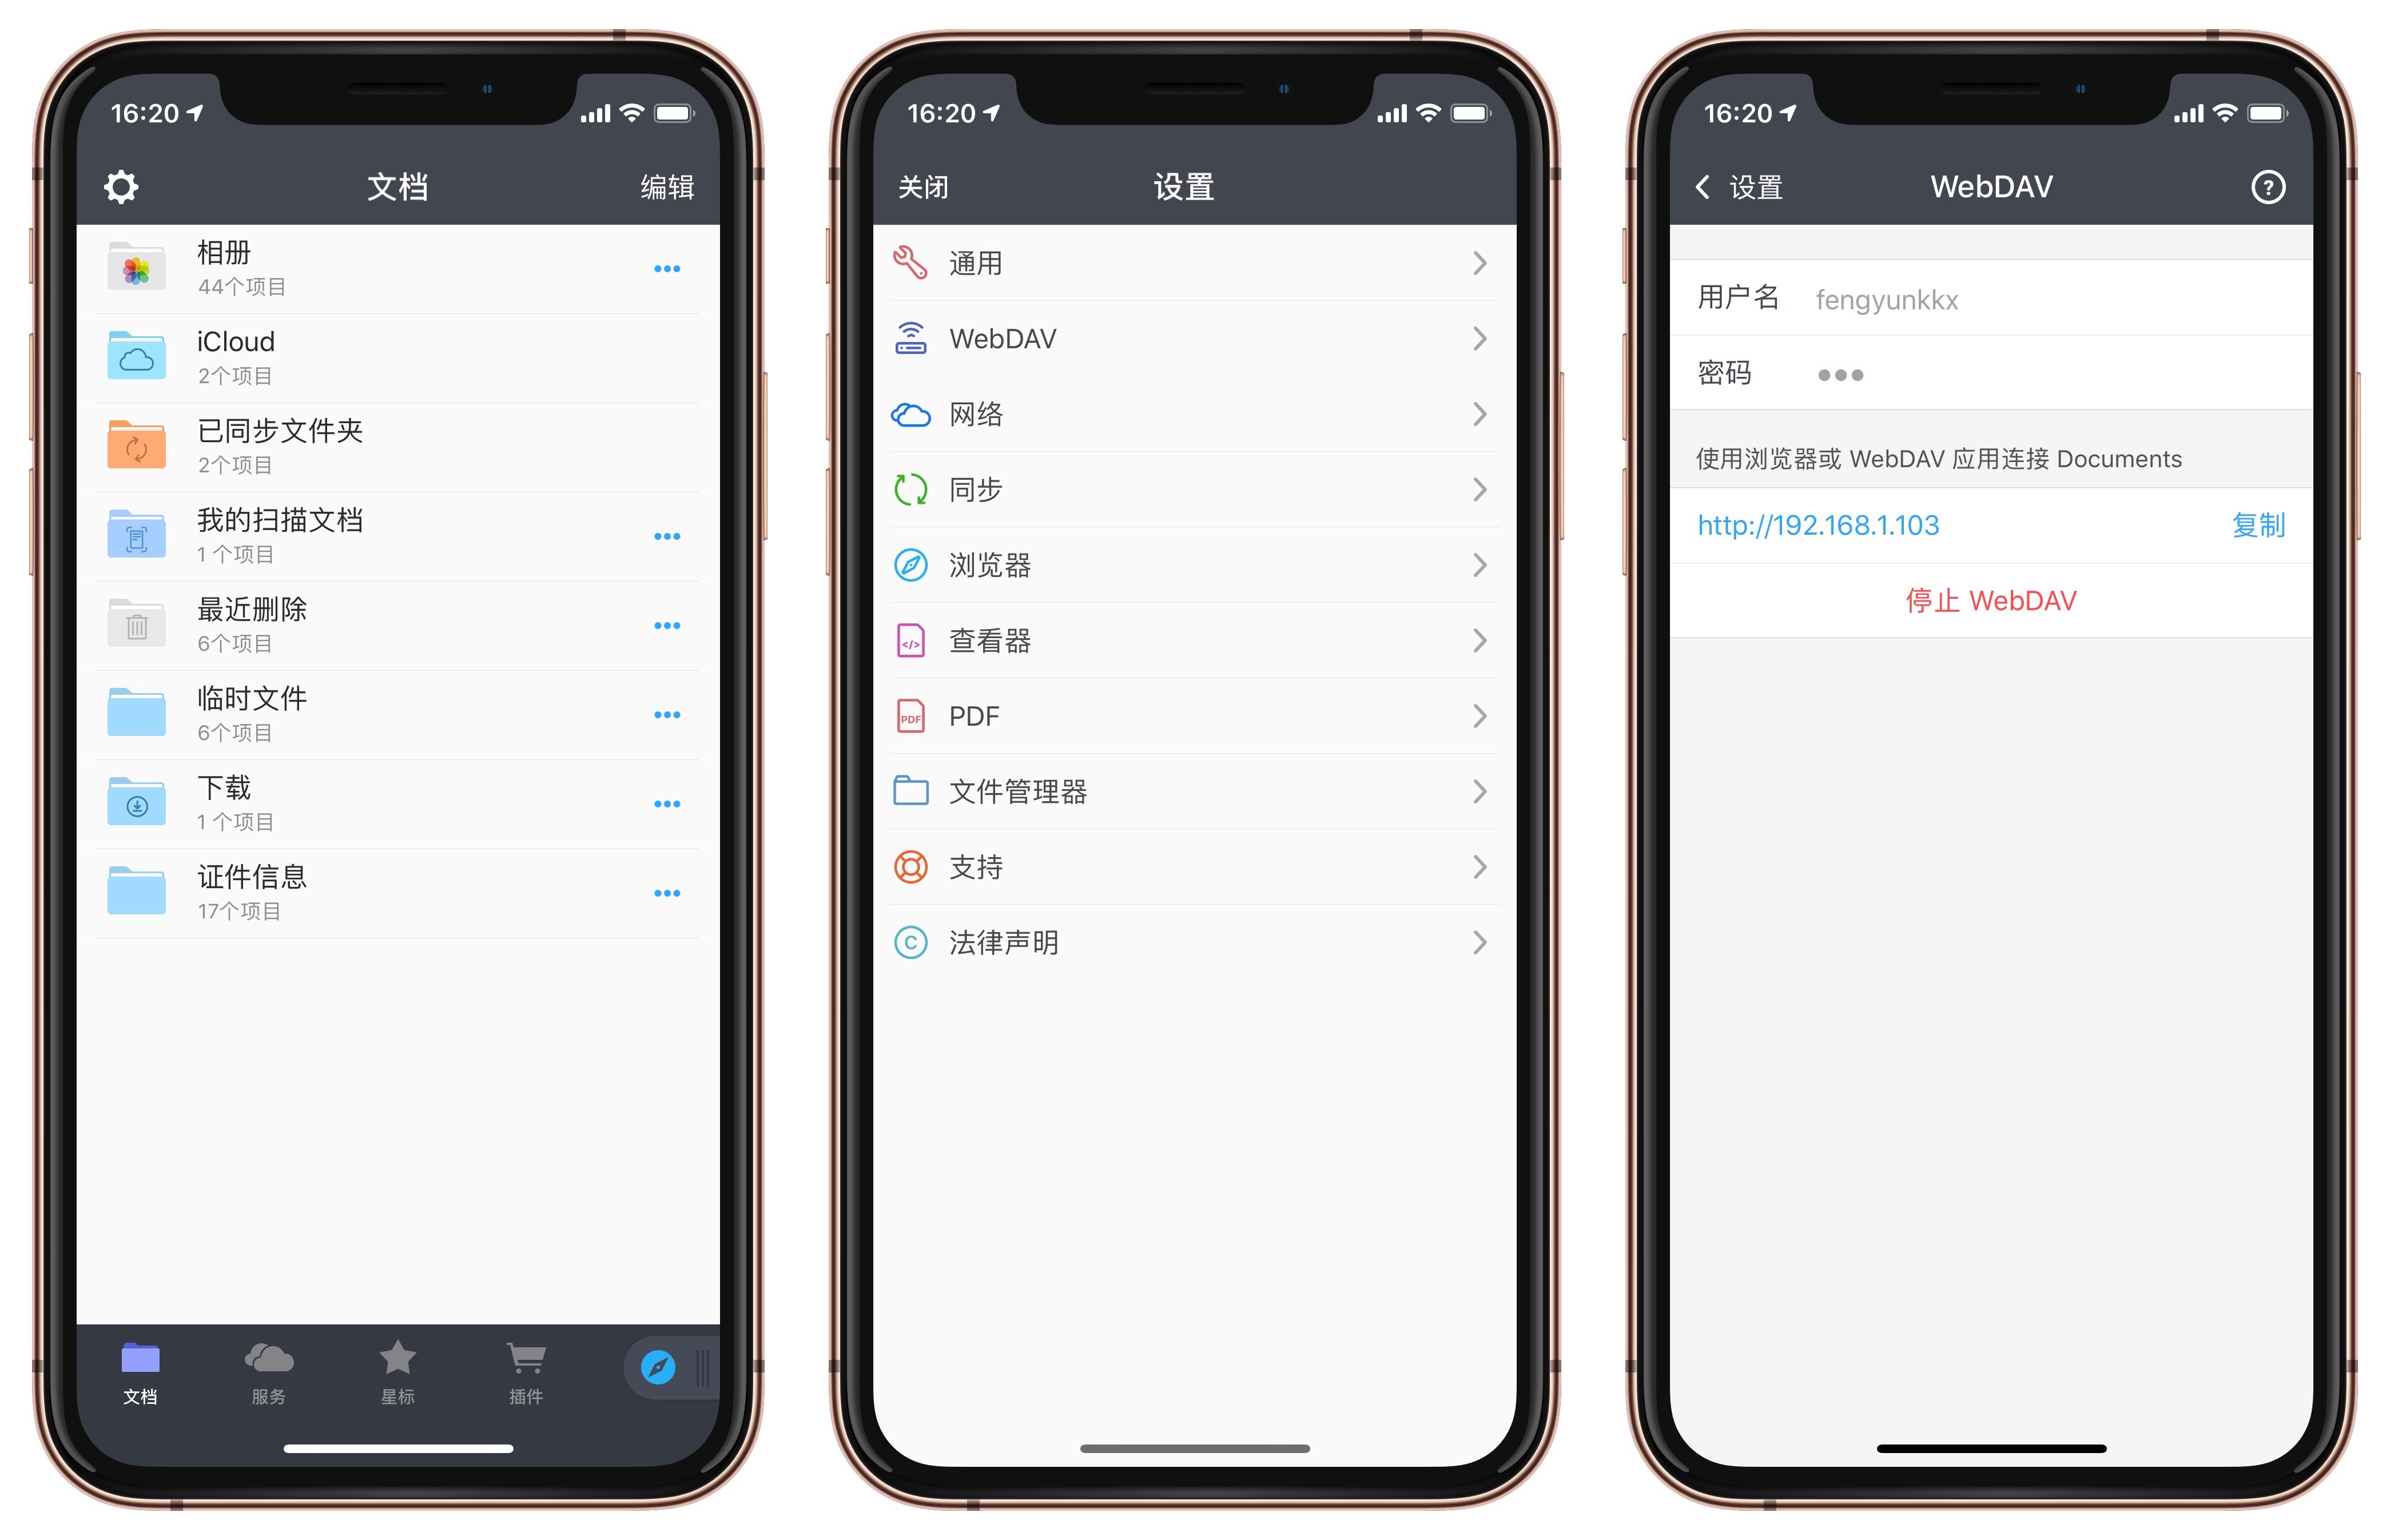 16:20
文档
编辑
相册
44个项目
iCloud
2个项目
已同步文件夹
2个项目
我的扫描文档
1 个项目
最近删除
6个项目
临时文件
6个项目
下载
1 个项目
证件信息
17个项目
文档
服务
星标
插件
16:20
关闭
设置
通用
WebDAV
网络
同步
浏览器
</>
查看器
PDF
PDF
文件管理器
支持
C
法律声明
16:20
设置
WebDAV
?
用户名 fengyunkkx
密码 •••
使用浏览器或 WebDAV 应用连接 Documents
http://192.168.1.103 复制
停止 WebDAV